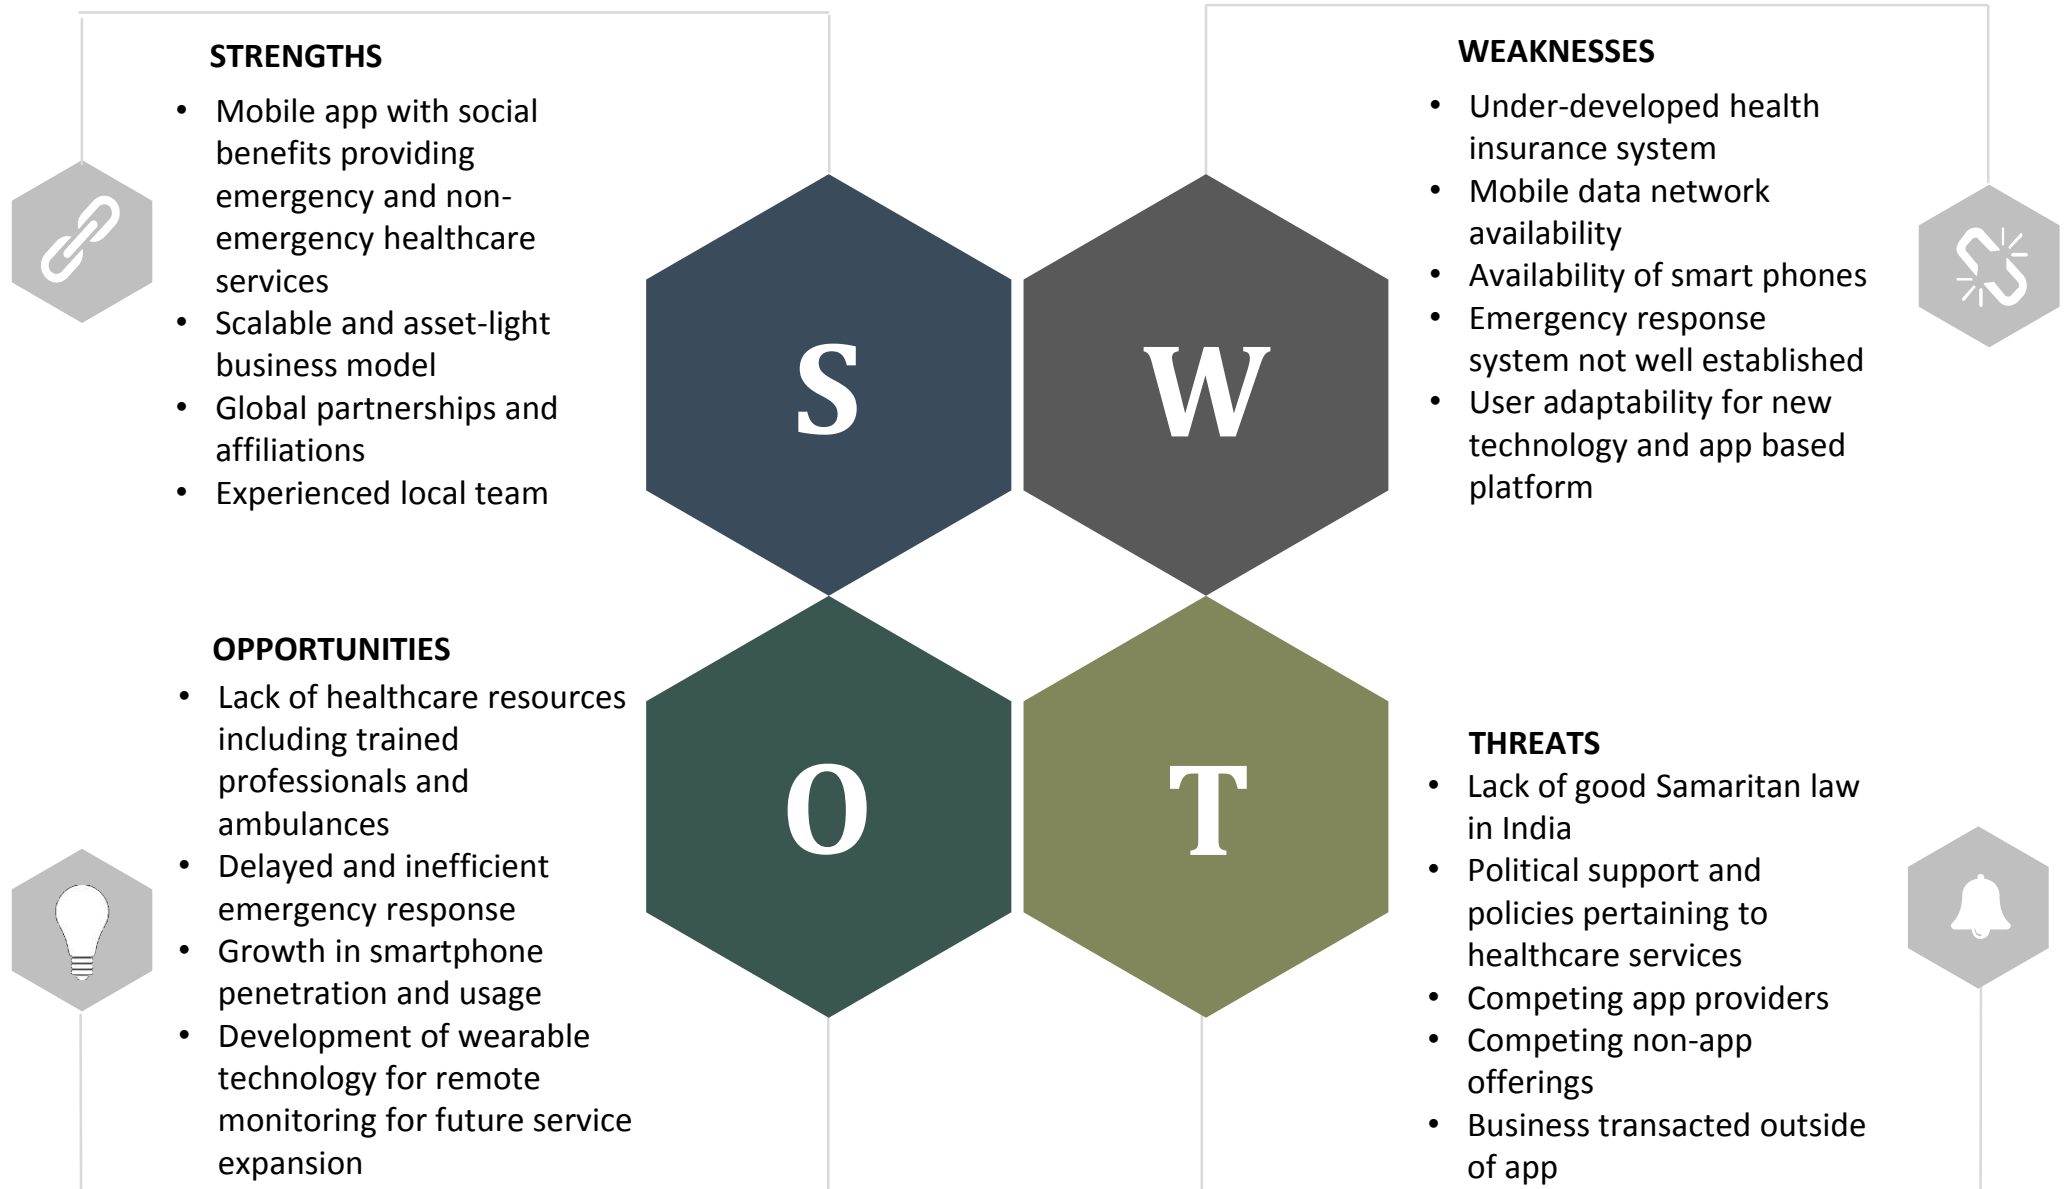 STRENGTHS
• Mobile app with social
benefits providing
emergency and non-
emergency healthcare
services
• Scalable and asset-light
business model
• Global partnerships and
affiliations
• Experienced local team
WEAKNESSES
• Under-developed health
insurance system
• Mobile data network
availability
• Availability of smart phones
• Emergency response
system not well established
• User adaptability for new
technology and app based
platform
S
W
O
T
OPPORTUNITIES
• Lack of healthcare resources
including trained
professionals and
ambulances
• Delayed and inefficient
emergency response
• Growth in smartphone
penetration and usage
• Development of wearable
technology for remote
monitoring for future service
expansion
THREATS
• Lack of good Samaritan law
in India
• Political support and
policies pertaining to
healthcare services
• Competing app providers
• Competing non-app
offerings
• Business transacted outside
of app